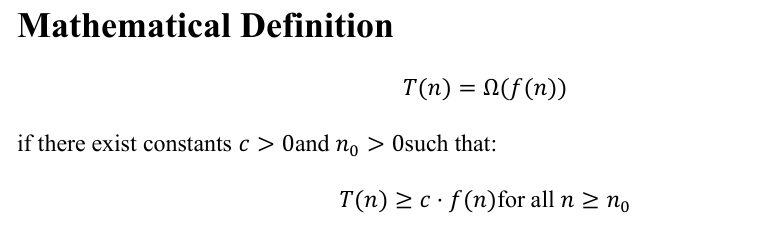 Mathematical Definition
T(n) = Ω(f(n))
if there exist constants c > 0and n₀ > 0such that:
T(n) ≥ c · f(n)for all n ≥ n₀